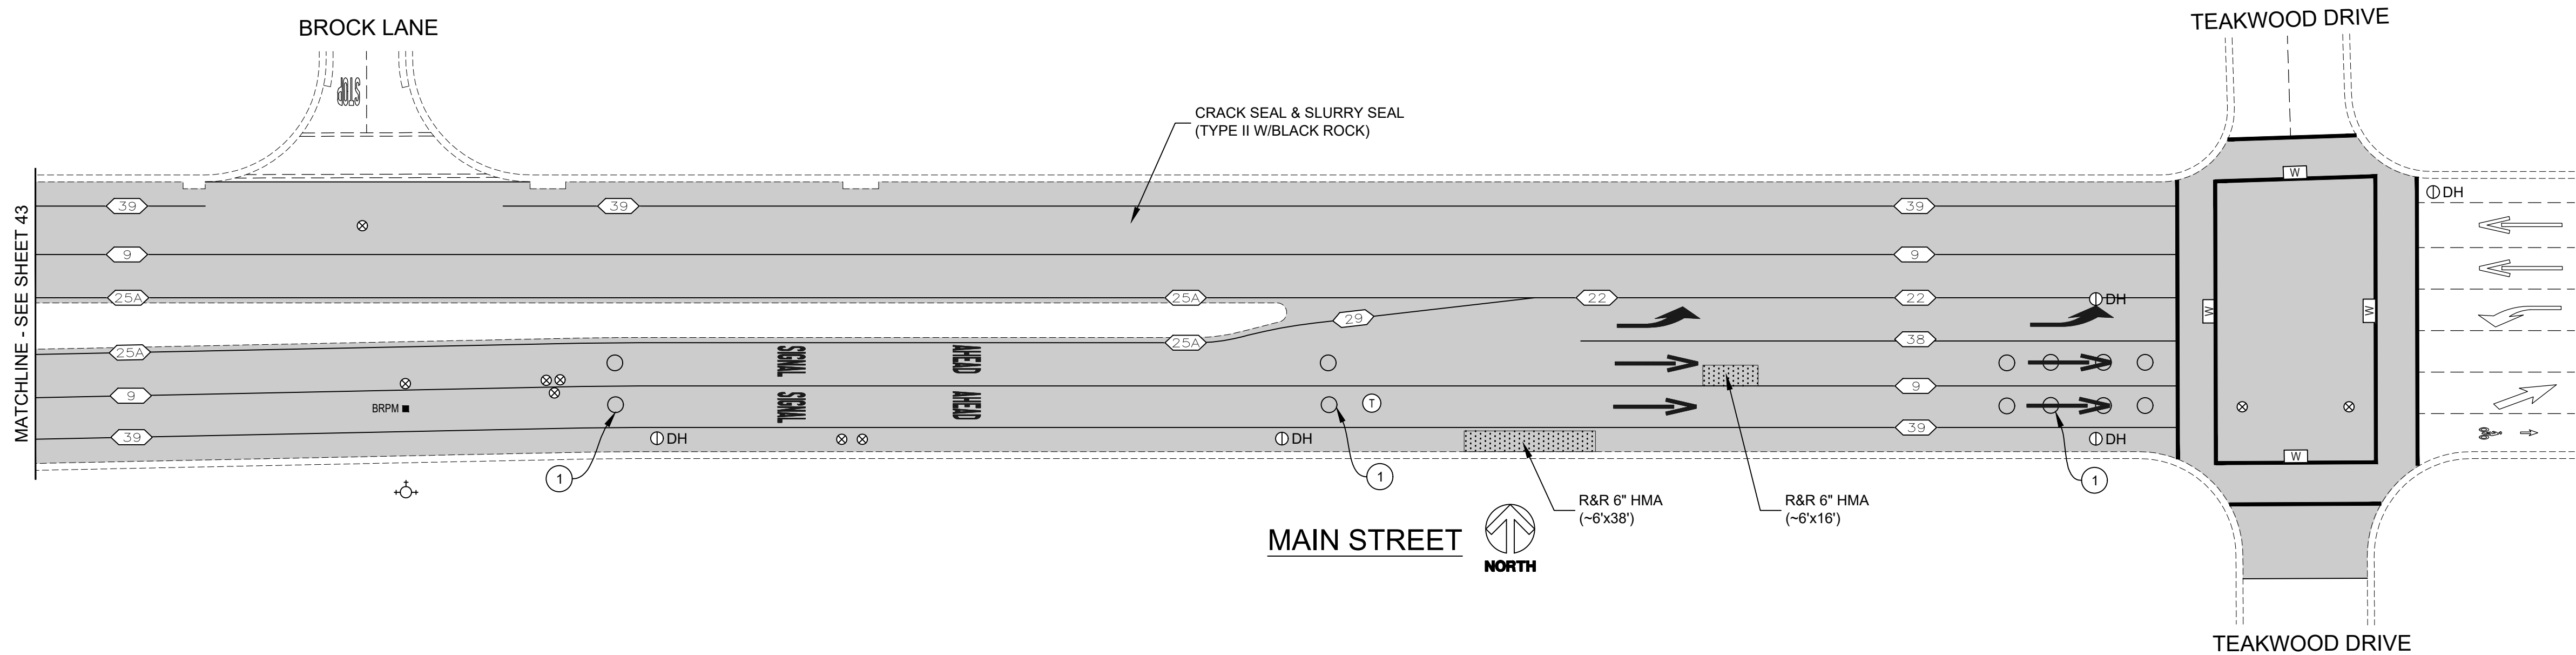 BROCK LANE
TEAKWOOD DRIVE
STOP
CRACK SEAL & SLURRY SEAL
(TYPE II W/BLACK ROCK)
MATCHLINE - SEE SHEET 43
W
DH
39
39
39
9
9
25A
25A
22
22
DH
29
W
W
25A
25A
38
SIGNAL
AHEAD
9
9
BRPM
SIGNAL
AHEAD
T
39
DH
DH
39
DH
W
1
1
1
R&R 6" HMA
(~6'x38')
R&R 6" HMA
(~6'x16')
MAIN STREET
NORTH
TEAKWOOD DRIVE